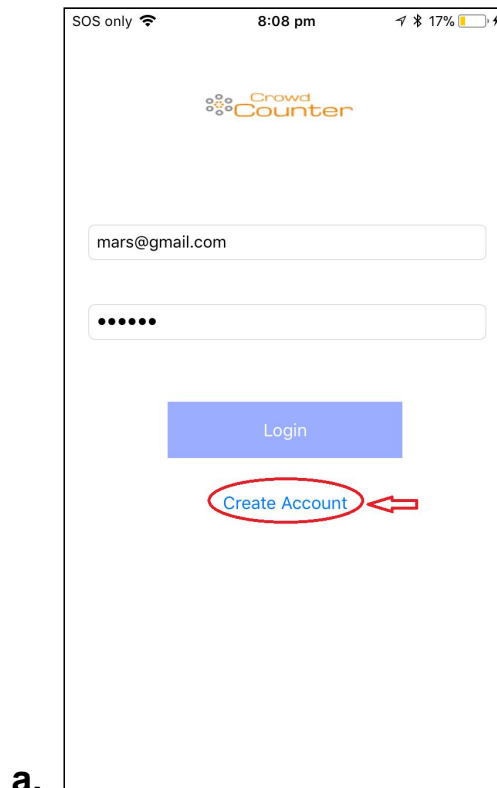 SOS only 8:08 pm 17%
Crowd
Counter
mars@gmail.com
••••••
Login
Create Account
a.